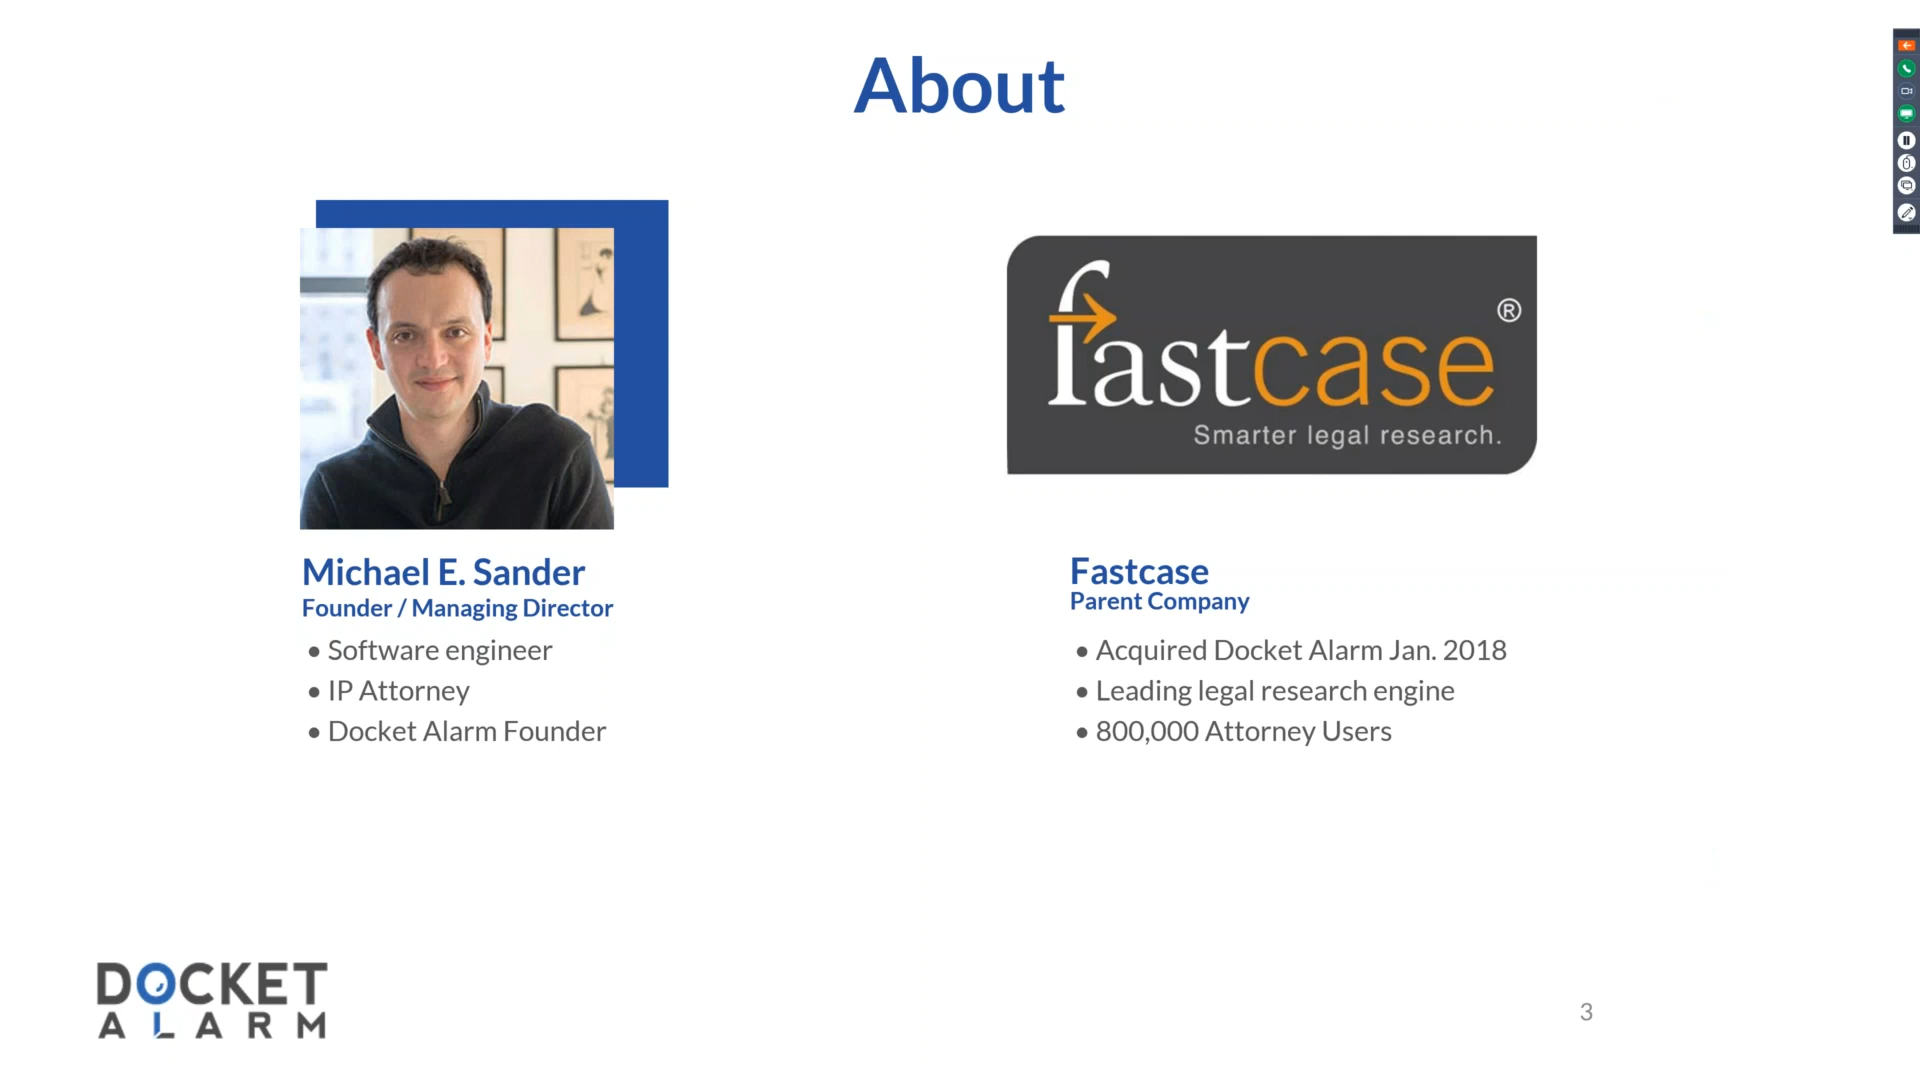 About
Michael E. Sander
Founder / Managing Director
• Software engineer
• IP Attorney
• Docket Alarm Founder
fastcase®
Smarter legal research.
Fastcase
Parent Company
• Acquired Docket Alarm Jan. 2018
• Leading legal research engine
• 800,000 Attorney Users
DOCKET
ALARM
3